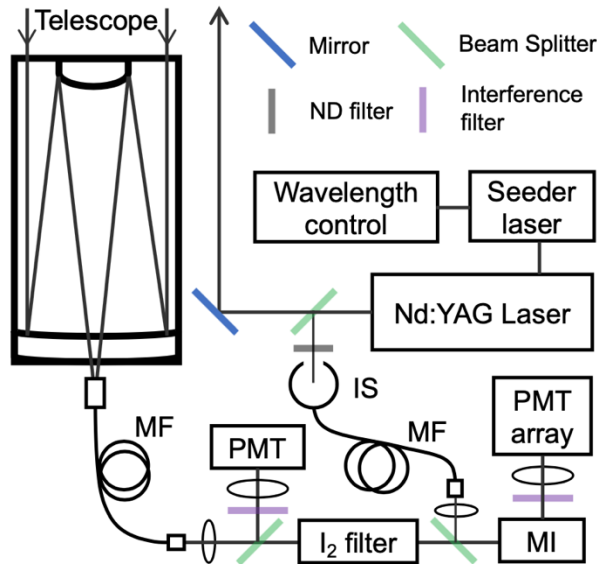 Telescope
Mirror
Beam Splitter
ND filter
Interference
filter
Wavelength
control
Seeder
laser
Nd:YAG Laser
IS
MF
MF
PMT
PMT
array
I₂ filter
MI